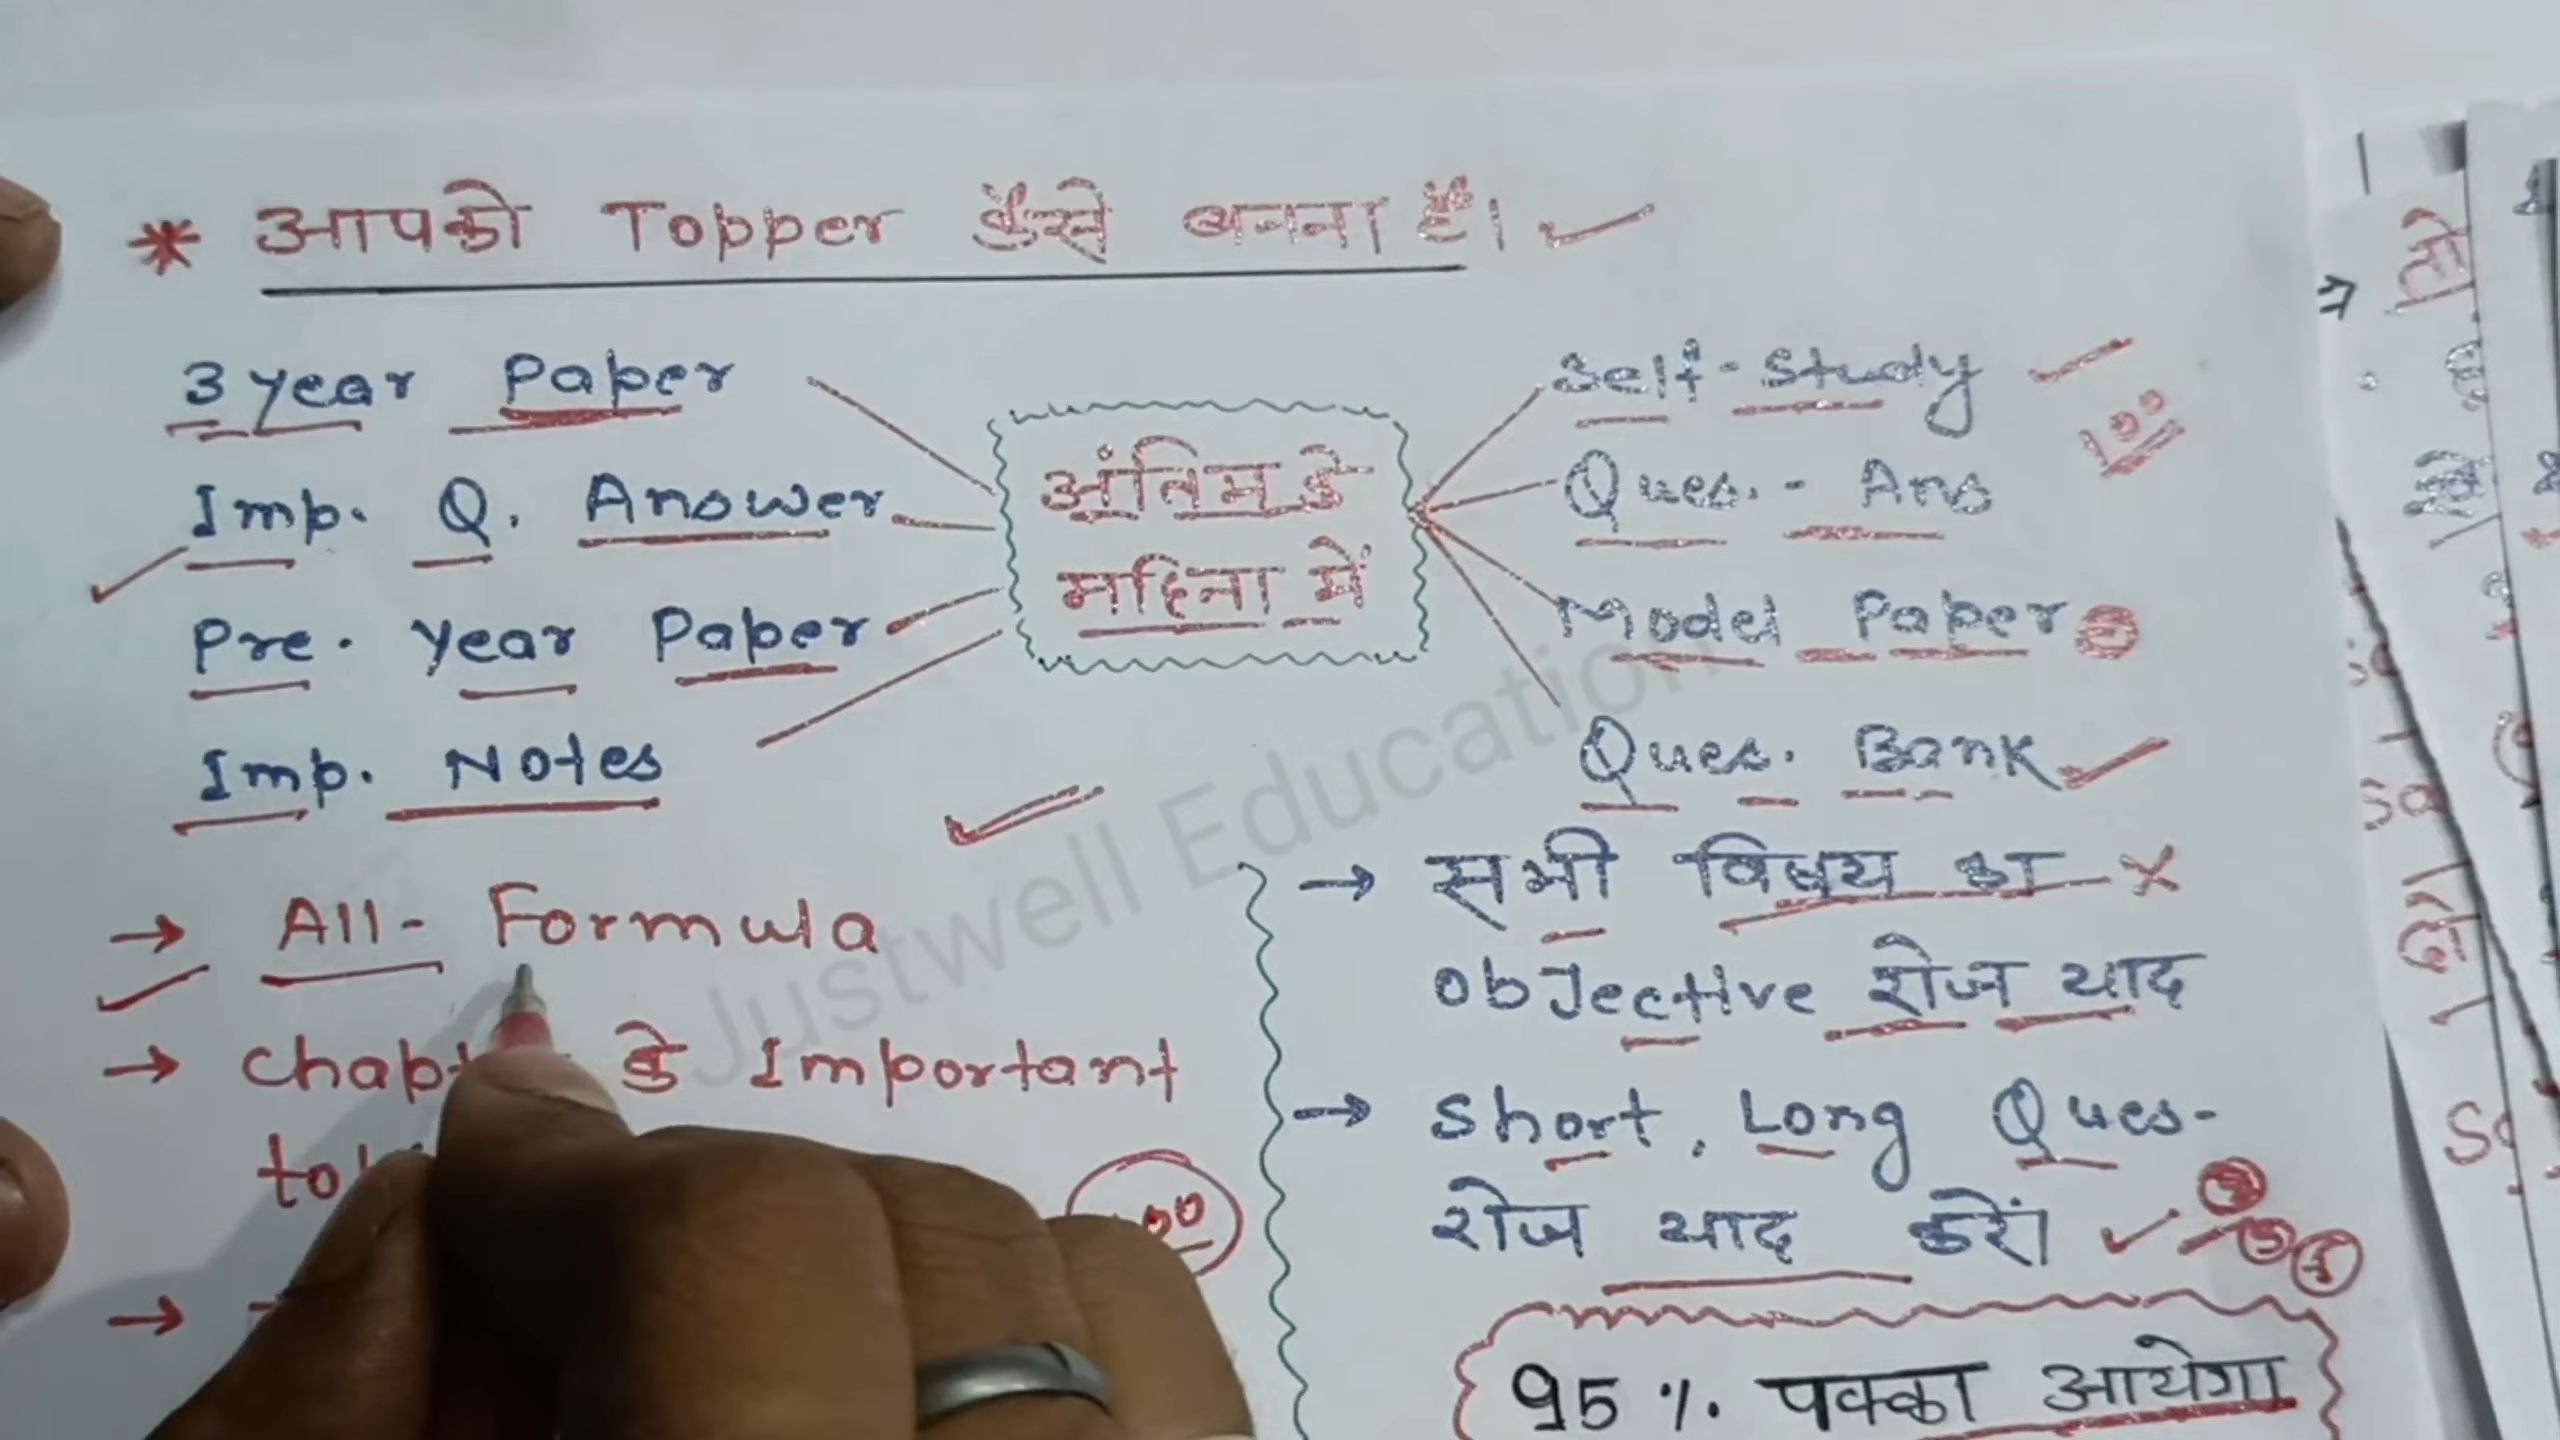 * आपको Topper कैसे बनना है।
3 year Paper
Imp. Q. Answer
Pre. year Paper
Imp. Notes
अंतिम के
महिना में
Self-Study
Ques.- Ans
Model Paper
Ques. Bank
→ All- Formula
→ के Important
→ सभी विषय का
objective रोज याद
→ Short, Long Ques-
रोज याद करें।
95 %. पक्का आयेगा
Justwell Education